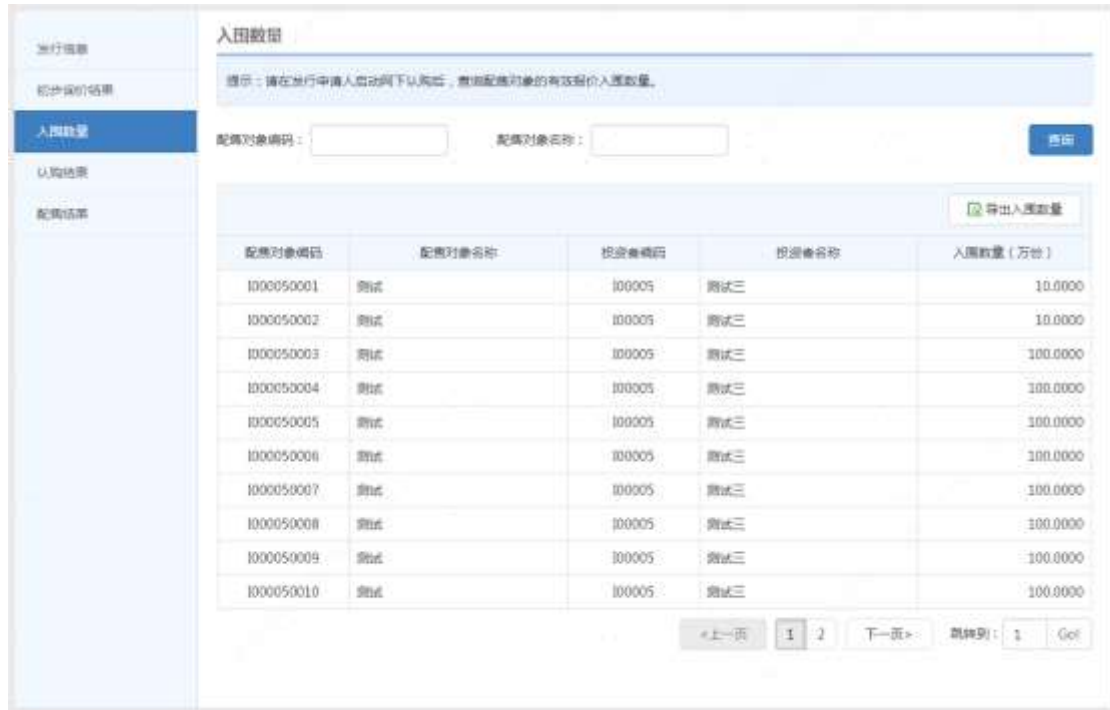 发行信息
初步询价结果
入围数量
认购结果
配售结果
入围数量
提示：请在发行申请人启动网下认购后，查询配售对象的有效报价入围数量。
配售对象编码： 配售对象名称： 查询
导出入围数量
配售对象编码 配售对象名称 投资者编码 投资者名称 入围数量（万份）
I000050001 测试 I00005 测试三 10.0000
I000050002 测试 I00005 测试三 10.0000
I000050003 测试 I00005 测试三 100.0000
I000050004 测试 I00005 测试三 100.0000
I000050005 测试 I00005 测试三 100.0000
I000050006 测试 I00005 测试三 100.0000
I000050007 测试 I00005 测试三 100.0000
I000050008 测试 I00005 测试三 100.0000
I000050009 测试 I00005 测试三 100.0000
I000050010 测试 I00005 测试三 100.0000
«上一页 1 2 下一页» 跳转到： 1 Go!